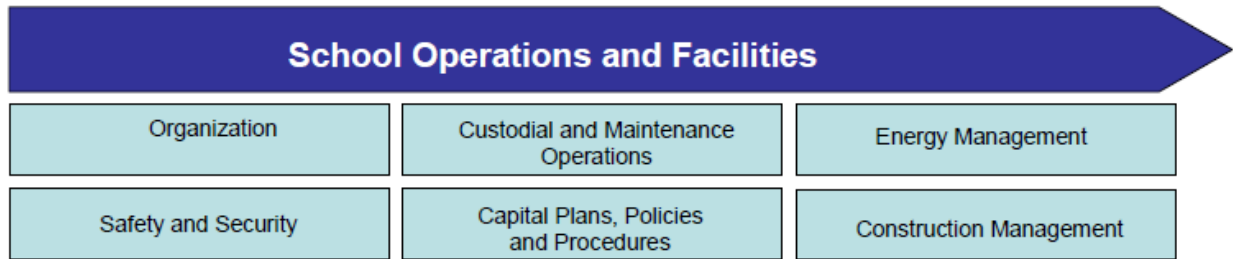 School Operations and Facilities
Organization
Custodial and Maintenance
Operations
Energy Management
Safety and Security
Capital Plans, Policies
and Procedures
Construction Management